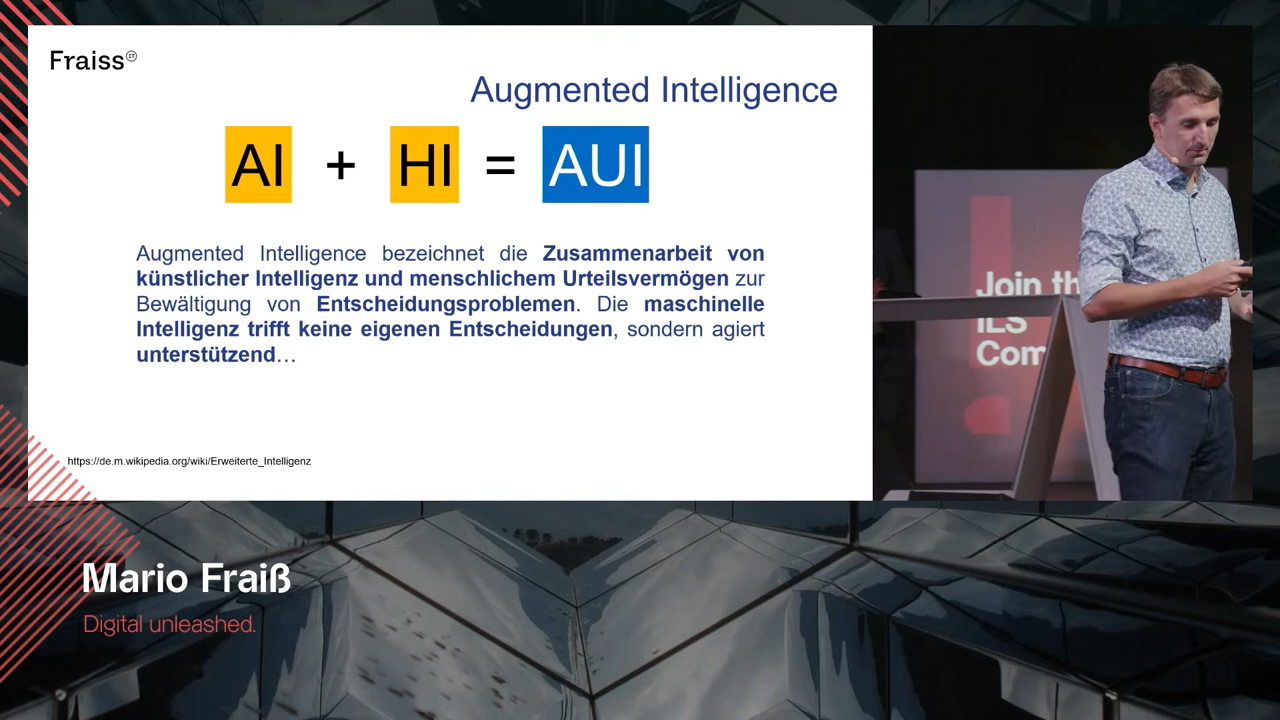 Fraiss ZT
Augmented Intelligence
AI + HI = AUI
Augmented Intelligence bezeichnet die Zusammenarbeit von
künstlicher Intelligenz und menschlichem Urteilsvermögen zur
Bewältigung von Entscheidungsproblemen. Die maschinelle
Intelligenz trifft keine eigenen Entscheidungen, sondern agiert
unterstützend…
https://de.m.wikipedia.org/wiki/Erweiterte_Intelligenz
Join th
ILS
Com
Mario Fraiß
Digital unleashed.